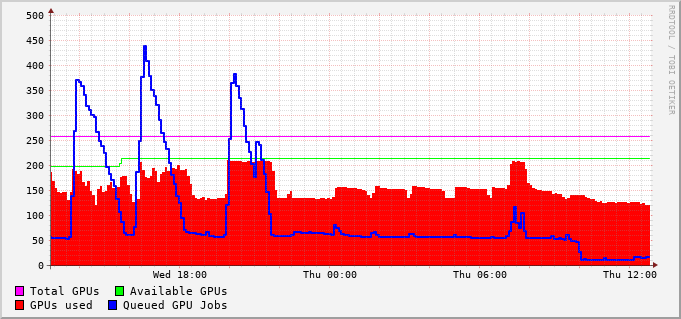 500
450
400
350
300
250
200
150
100
50
0
Wed 18:00 Thu 00:00 Thu 06:00 Thu 12:00
Total GPUs Available GPUs
GPUs used Queued GPU Jobs
RRDTOOL / TOBI OETIKER